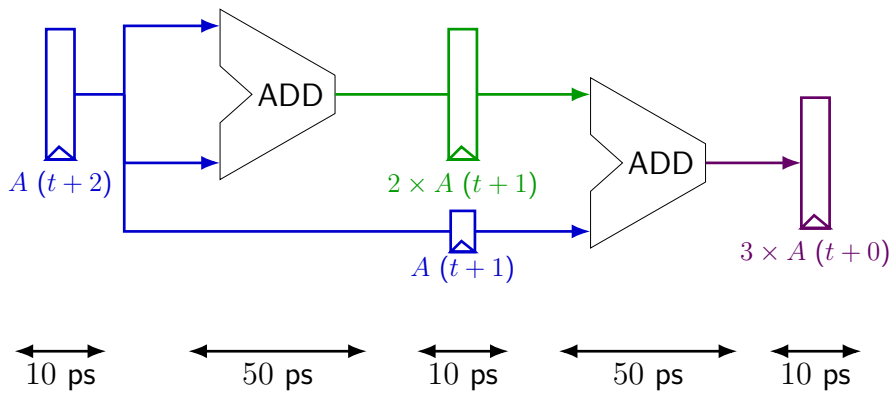 ADD
ADD
A (t + 2)
2 × A (t + 1)
A (t + 1)
3 × A (t + 0)
10 ps
50 ps
10 ps
50 ps
10 ps